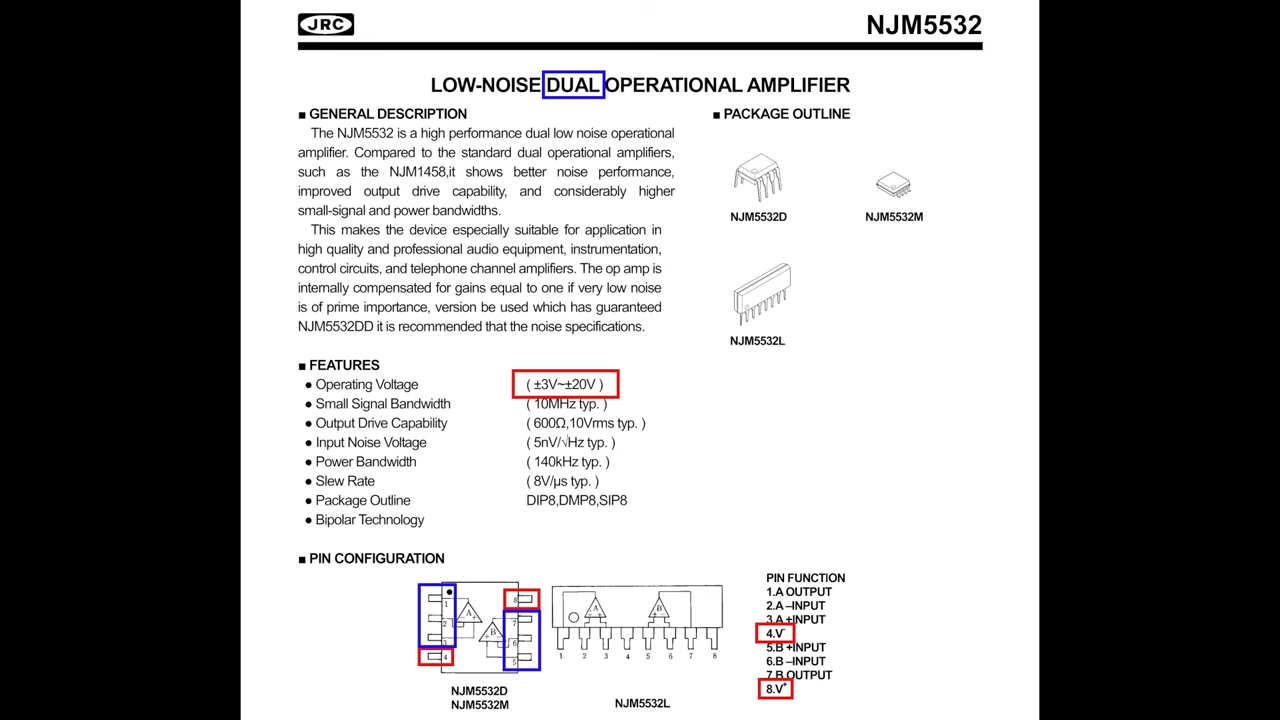 JRC
NJM5532
LOW-NOISE DUAL OPERATIONAL AMPLIFIER
■ GENERAL DESCRIPTION
The NJM5532 is a high performance dual low noise operational
amplifier. Compared to the standard dual operational amplifiers,
such as the NJM1458,it shows better noise performance,
improved output drive capability, and considerably higher
small-signal and power bandwidths.
This makes the device especially suitable for application in
high quality and professional audio equipment, instrumentation,
control circuits, and telephone channel amplifiers. The op amp is
internally compensated for gains equal to one if very low noise
is of prime importance, version be used which has guaranteed
NJM5532DD it is recommended that the noise specifications.
■ PACKAGE OUTLINE
NJM5532D
NJM5532M
NJM5532L
■ FEATURES
● Operating Voltage ( ±3V~±20V )
● Small Signal Bandwidth ( 10MHz typ. )
● Output Drive Capability ( 600Ω,10Vrms typ. )
● Input Noise Voltage ( 5nV/√Hz typ. )
● Power Bandwidth ( 140kHz typ. )
● Slew Rate ( 8V/μs typ. )
● Package Outline DIP8,DMP8,SIP8
● Bipolar Technology
■ PIN CONFIGURATION
1 8
A
2 7
B
3 6
4 5
NJM5532D
NJM5532M
A B
1 2 3 4 5 6 7 8
NJM5532L
PIN FUNCTION
1.A OUTPUT
2.A –INPUT
3.A +INPUT
4.V-
5.B +INPUT
6.B –INPUT
7.B OUTPUT
8.V+